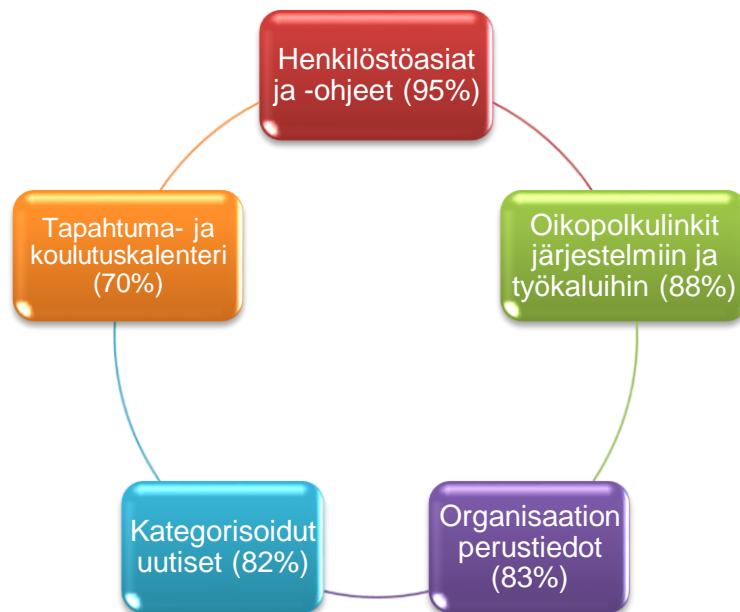 Henkilöstöasiat
ja -ohjeet (95%)
Oikopolkulinkit
järjestelmiin ja
työkaluihin (88%)
Organisaation
perustiedot
(83%)
Kategorisoidut
uutiset (82%)
Tapahtuma- ja
koulutuskalenteri
(70%)